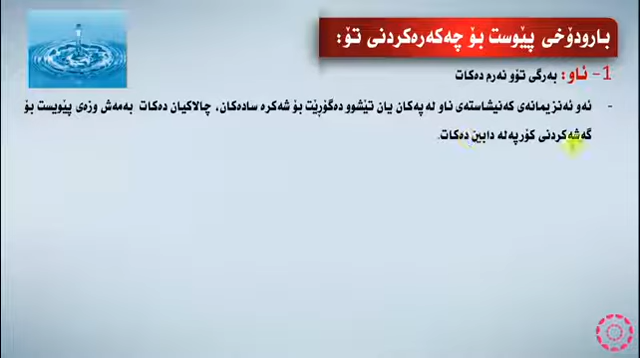 بارودۆخی پێوست بۆ چەکەرەکردنی تۆ:
1- ئاو: بەرگی تۆو نەرم دەکات
- ئەو ئەنزیمانەی کەنیشاستەی ناو لەپەکان یان تێشوو دەگۆڕێت بۆ شەکرە سادەکان، چالاکیان دەکات بەمەش وزەی پێویست بۆ
گەشەکردنی کۆرپەلە دابین دەکات.